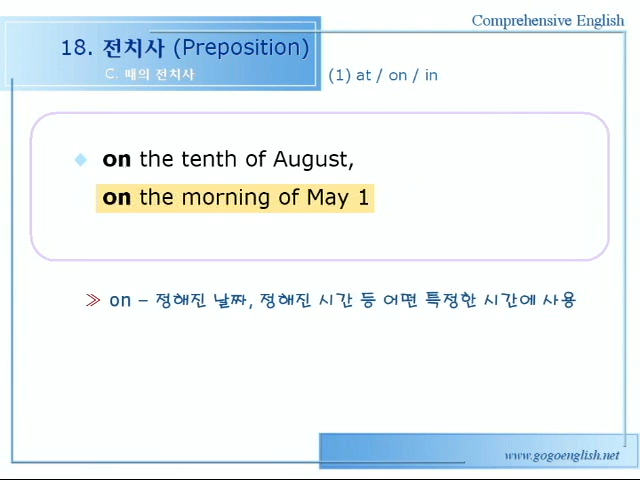 Comprehensive English
18. 전치사 (Preposition)
C. 때의 전치사
(1) at / on / in
on the tenth of August,
on the morning of May 1
≫ on – 정해진 날짜, 정해진 시간 등 어떤 특정한 시간에 사용
www.gogoenglish.net